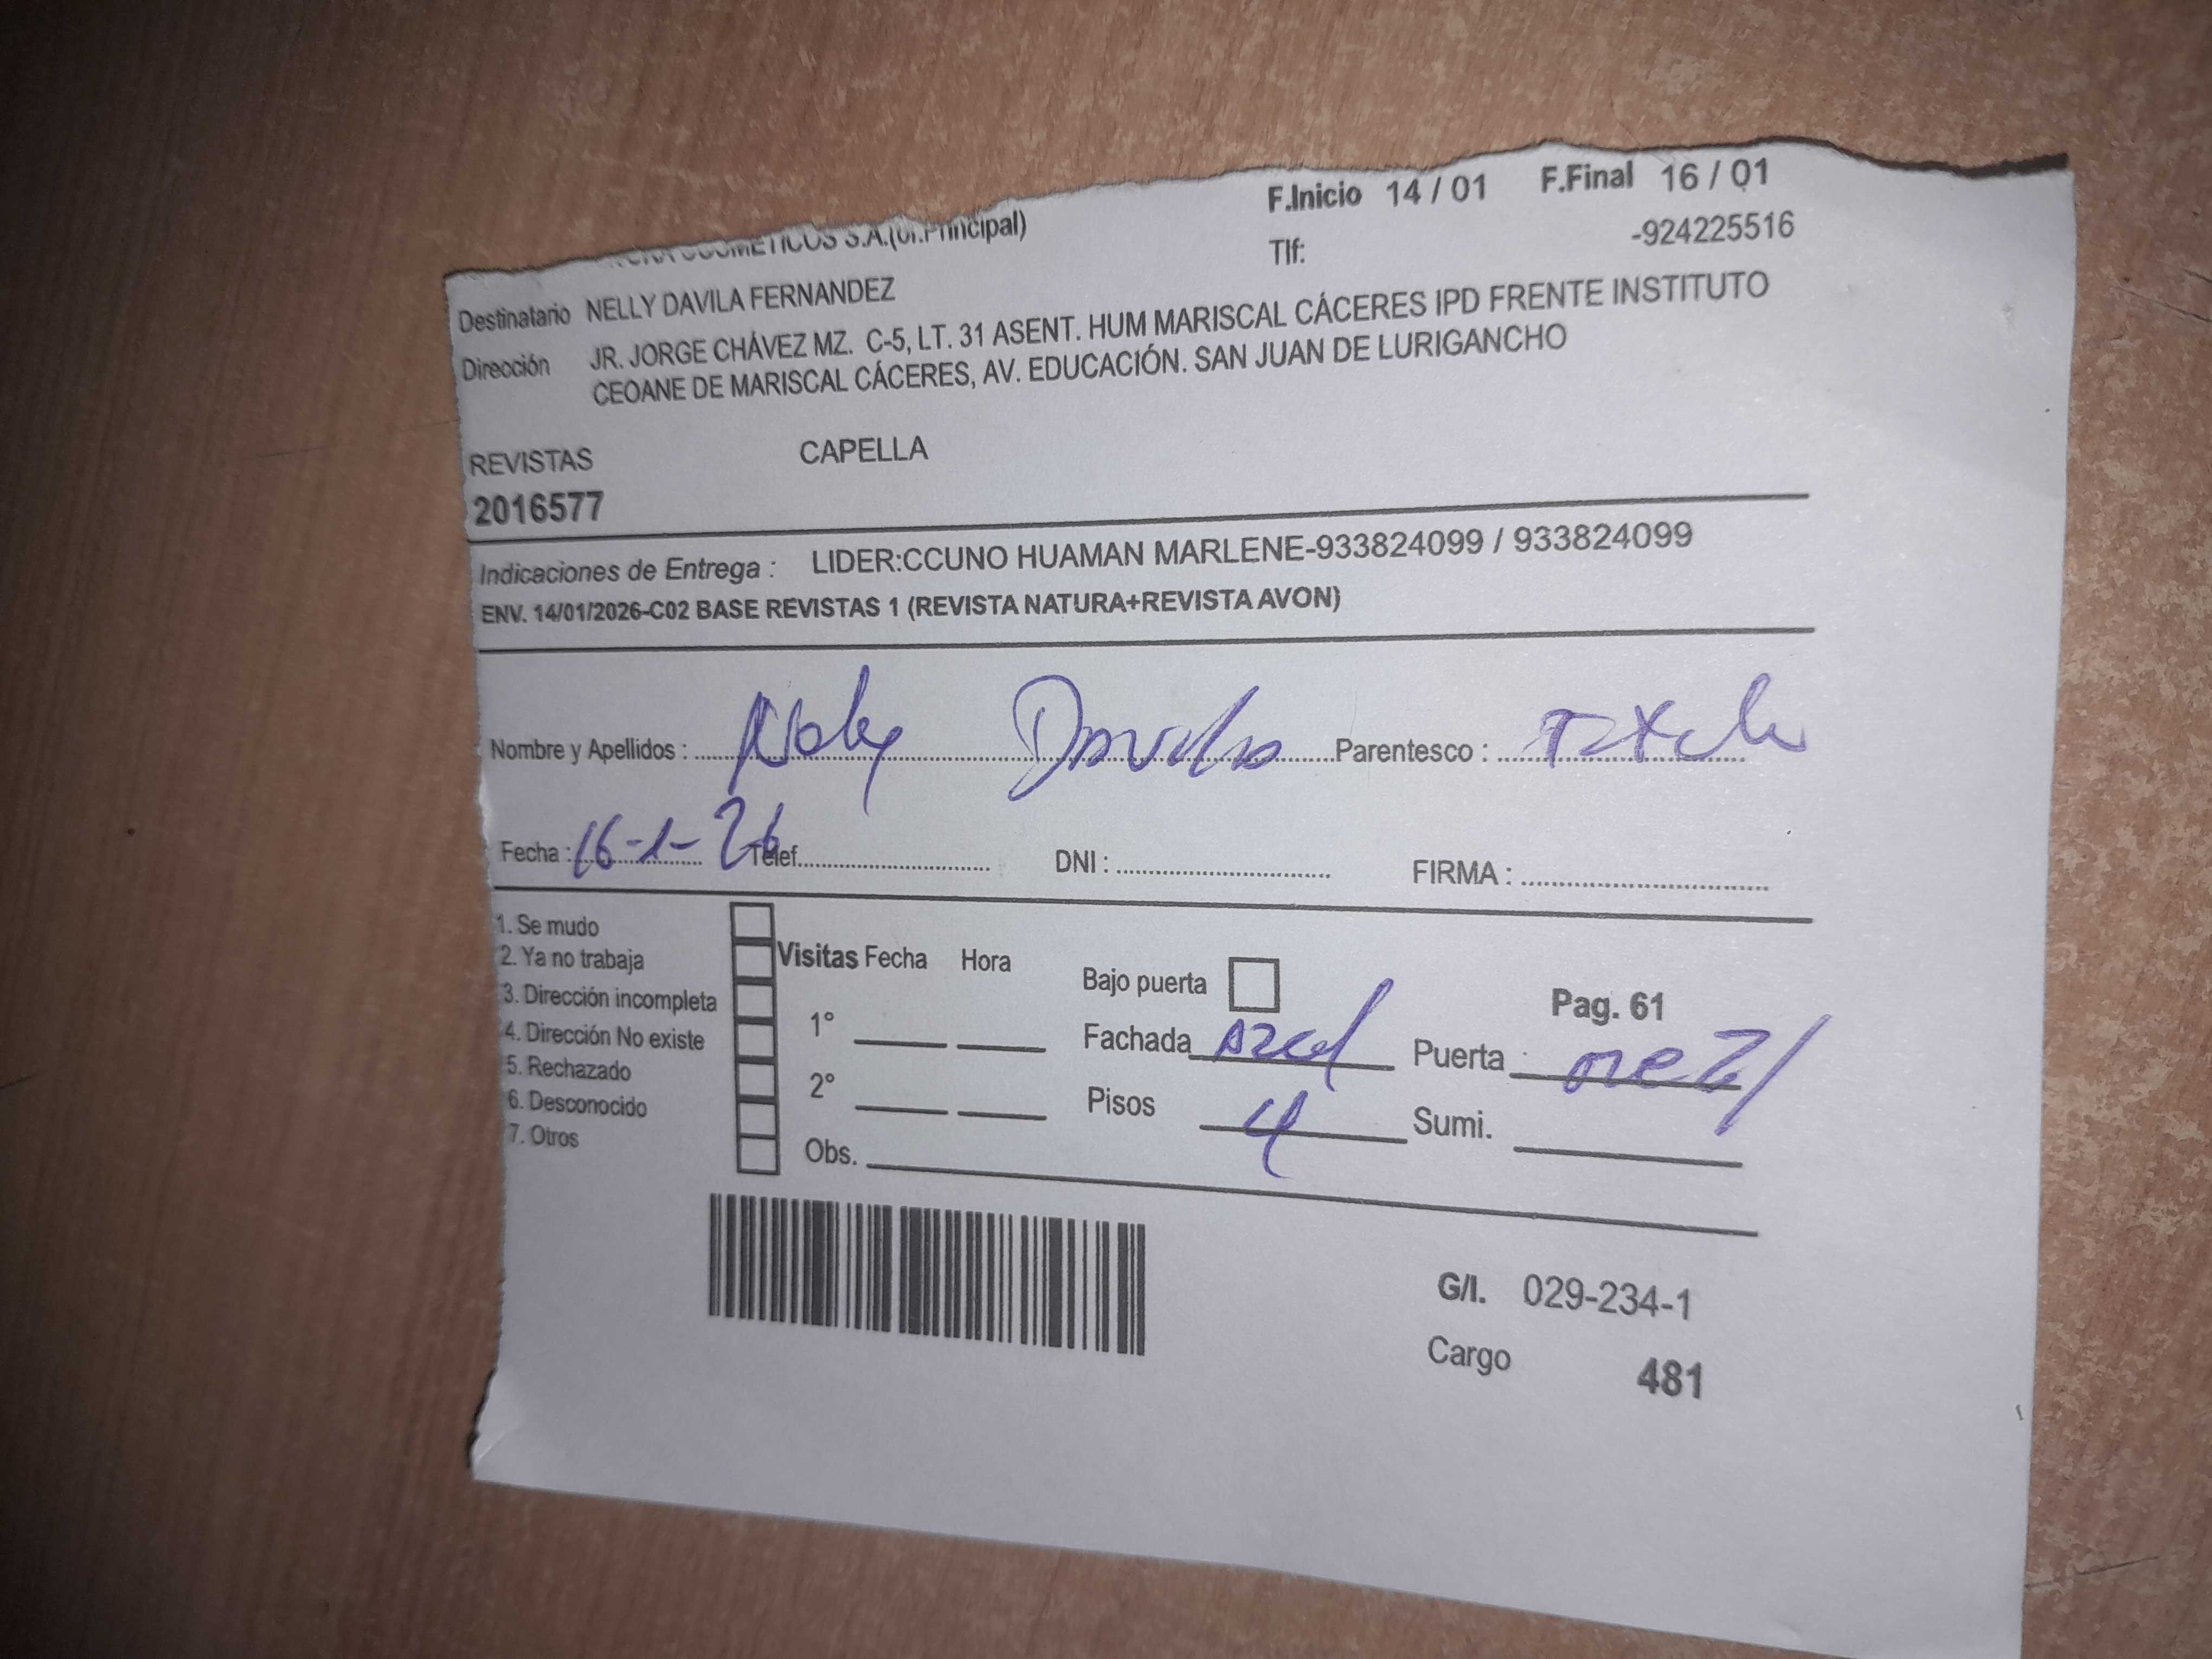 F.Inicio 14 / 01 F.Final 16 / 01
COSMETICOS S.A.(Of.Principal) Tlf: -924225516
Destinatario NELLY DAVILA FERNANDEZ
Dirección JR. JORGE CHÁVEZ MZ. C-5, LT. 31 ASENT. HUM MARISCAL CÁCERES IPD FRENTE INSTITUTO
CEOANE DE MARISCAL CÁCERES, AV. EDUCACIÓN. SAN JUAN DE LURIGANCHO
REVISTAS CAPELLA
2016577
Indicaciones de Entrega : LIDER:CCUNO HUAMAN MARLENE-933824099 / 933824099
ENV. 14/01/2026-C02 BASE REVISTAS 1 (REVISTA NATURA+REVISTA AVON)
Nombre y Apellidos : Nely Davila Parentesco :
Fecha : 16-1-26 Telef. DNI : FIRMA :
1. Se mudo
2. Ya no trabaja Visitas Fecha Hora Bajo puerta Pag. 61
3. Dirección incompleta 1° Fachada Azul Puerta :
4. Dirección No existe
5. Rechazado 2° Pisos 4 Sumi.
6. Desconocido
7. Otros Obs.
G/I. 029-234-1
Cargo 481